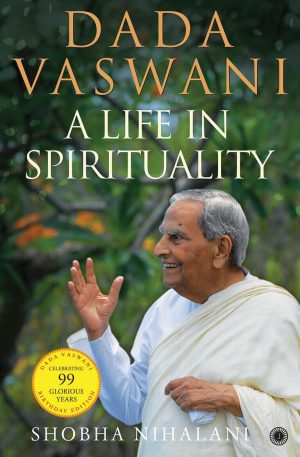 DADA
VASWANI
A LIFE IN
SPIRITUALITY
DADA VASWANI
CELEBRATING
99
GLORIOUS
YEARS
BIRTHDAY EDITION
SHOBHA NIHALANI
J